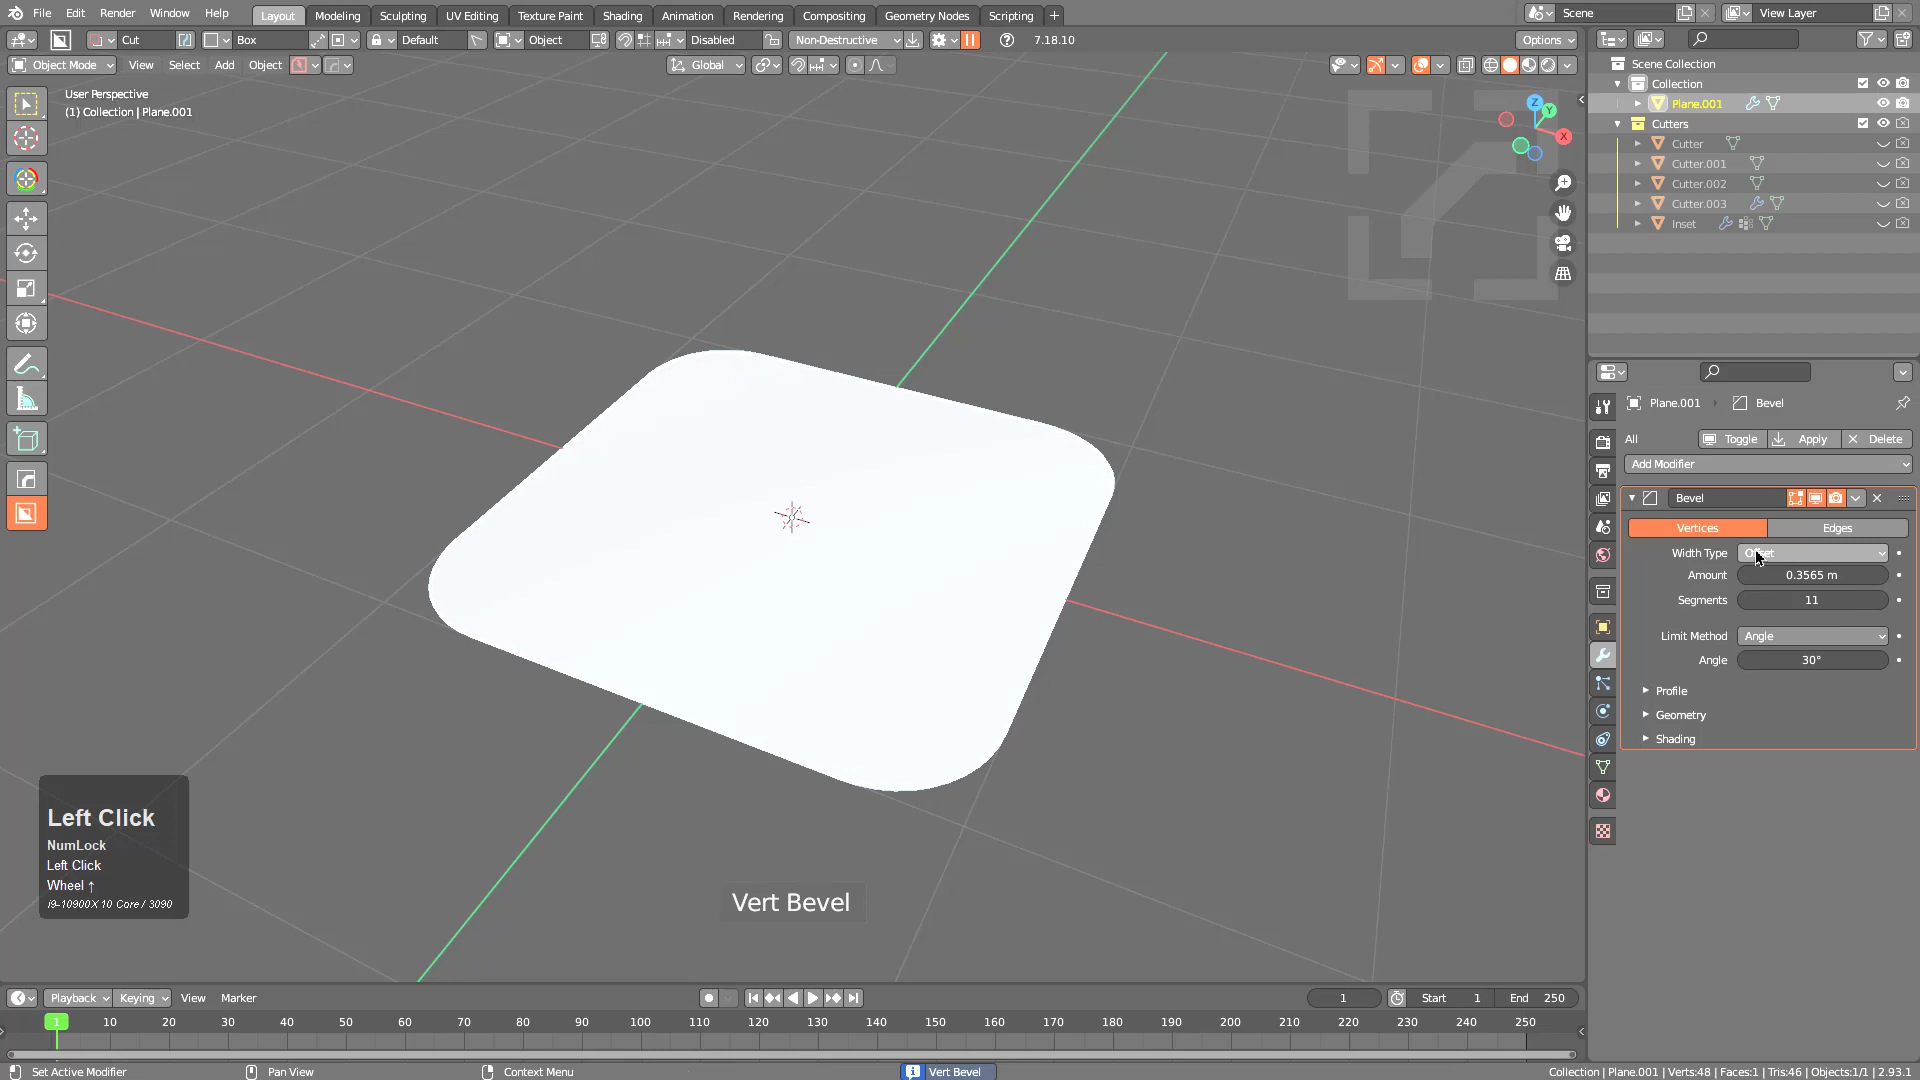 File Edit Render Window Help Layout Modeling Sculpting UV Editing Texture Paint Shading Animation Rendering Compositing Geometry Nodes Scripting + Scene View Layer
Cut Box Default Object Disabled Non-Destructive 7.18.10 Options
Object Mode View Select Add Object Global
User Perspective
(1) Collection | Plane.001
Z
Y
X
Scene Collection
Collection
Plane.001
Cutters
Cutter
Cutter.001
Cutter.002
Cutter.003
Inset
Plane.001 Bevel
All Toggle Apply Delete
Add Modifier
Bevel
Vertices Edges
Width Type
Amount 0.3565 m
Segments 11
Limit Method Angle
Angle 30°
Profile
Geometry
Shading
Left Click
NumLock
Left Click
Wheel ↑
i9-10900X 10 Core / 3090
Vert Bevel
Playback Keying View Marker 1 Start 1 End 250
1 10 20 30 40 50 60 70 80 90 100 110 120 130 140 150 160 170 180 190 200 210 220 230 240 250
Set Active Modifier Pan View Context Menu Vert Bevel Collection | Plane.001 | Verts:48 | Faces:1 | Tris:46 | Objects:1/1 | 2.93.1